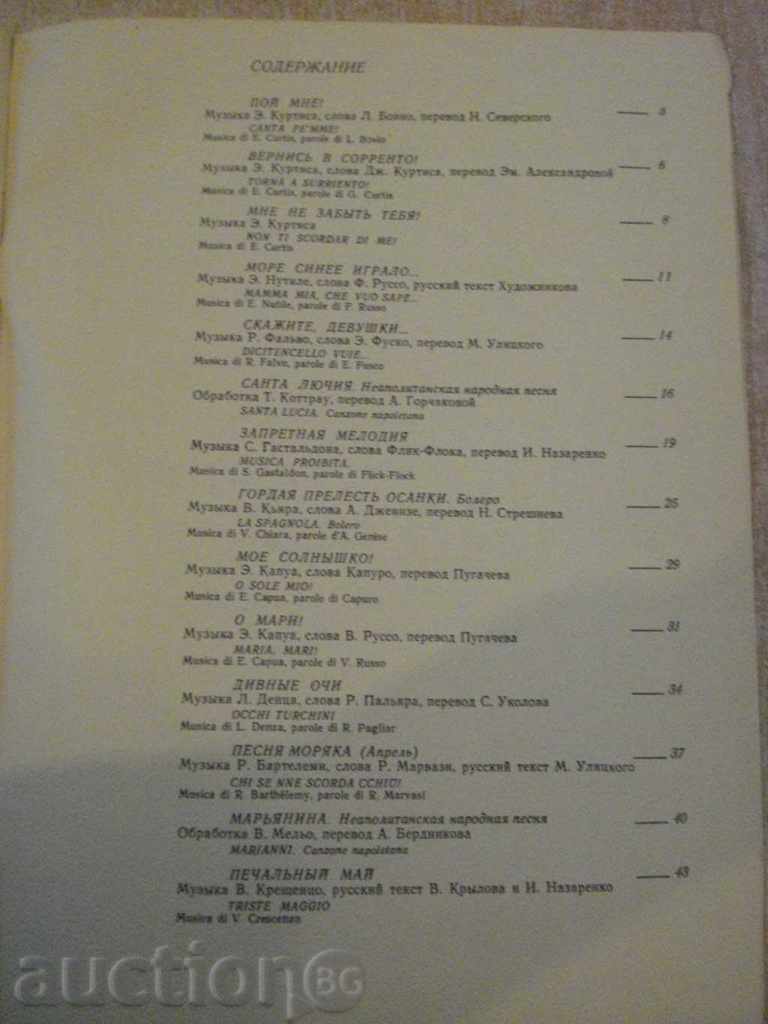 СОДЕРЖАНИЕ
ПОЙ МНЕ!
Музыка Э. Куртиса, слова Л. Бовио, перевод Н. Северского
CANTA PE'MME!
Musica di E. Curtis, parole di L. Bovio
ВЕРНИСЬ В СОРРЕНТО! 6
Музыка Э. Куртиса, слова Дж. Куртиса, перевод Эм. Александровой
TORNA A SURRIENTO!
Musica di E. Curtis, parole di G. Curtis
МНЕ НЕ ЗАБЫТЬ ТЕБЯ! 8
Музыка Э. Куртиса
NON TI SCORDAR DI ME!
Musica di E. Curtis
МОРЕ СИНЕЕ ИГРАЛО... 11
Музыка Э. Нутиле, слова Ф. Руссо, русский текст Художникова
MAMMA MIA, CHE VUO SAPE...
Musica di E. Nutile, parole di F. Russo
СКАЖИТЕ, ДЕВУШКИ... 14
Музыка Р. Фальво, слова Э. Фуско, перевод М. Улицкого
DICITENCELLO VUIE...
Musica di R. Falvo, parole di E. Fusco
САНТА ЛЮЧИЯ. Неаполитанская народная песня 16
Обработка Т. Коттрау, перевод А. Горчаковой
SANTA LUCIA. Canzone napoletana
ЗАПРЕТНАЯ МЕЛОДИЯ 19
Музыка С. Гастальдона, слова Флик-Флока, перевод И. Назаренко
MUSICA PROIBITA.
Musica di S. Gastaldon, parole di Flick-Flock
ГОРДАЯ ПРЕЛЕСТЬ ОСАНКИ. Болеро 25
Музыка В. Кьяра, слова А. Дженизе, перевод Н. Стрешнева
LA SPAGNOLA. Bolero
Musica di V. Chiara, parole d'A. Genise
МОЕ СОЛНЫШКО! 29
Музыка Э. Капуа, слова Капуро, перевод Пугачева
O SOLE MIO!
Musica di E. Capua, parole di Capuro
О МАРИ! 31
Музыка Э. Капуа, слова В. Руссо, перевод Пугачева
MARIA, MARI!
Musica di E. Capua, parole di V. Russo
ДИВНЫЕ ОЧИ 34
Музыка Л. Денца, слова Р. Пальяра, перевод С. Уколова
OCCHI TURCHINI
Musica di L. Denza, parole di R. Pagliar
ПЕСНЯ МОРЯКА (Апрель) 37
Музыка Р. Бартелеми, слова Р. Марвази, русский текст М. Улицкого
CHI SE NNE SCORDA CCHIU!
Musica di R. Barthélemy, parole di R. Marvasi
МАРЬЯНИНА. Неаполитанская народная песня 40
Обработка В. Мельо, перевод А. Бердникова
MARIANNI. Canzone napoletana
ПЕЧАЛЬНЫЙ МАЙ 43
Музыка В. Крещенцо, русский текст В. Крылова и И. Назаренко
TRISTE MAGGIO
Musica di V. Crescenzo
auctionBG